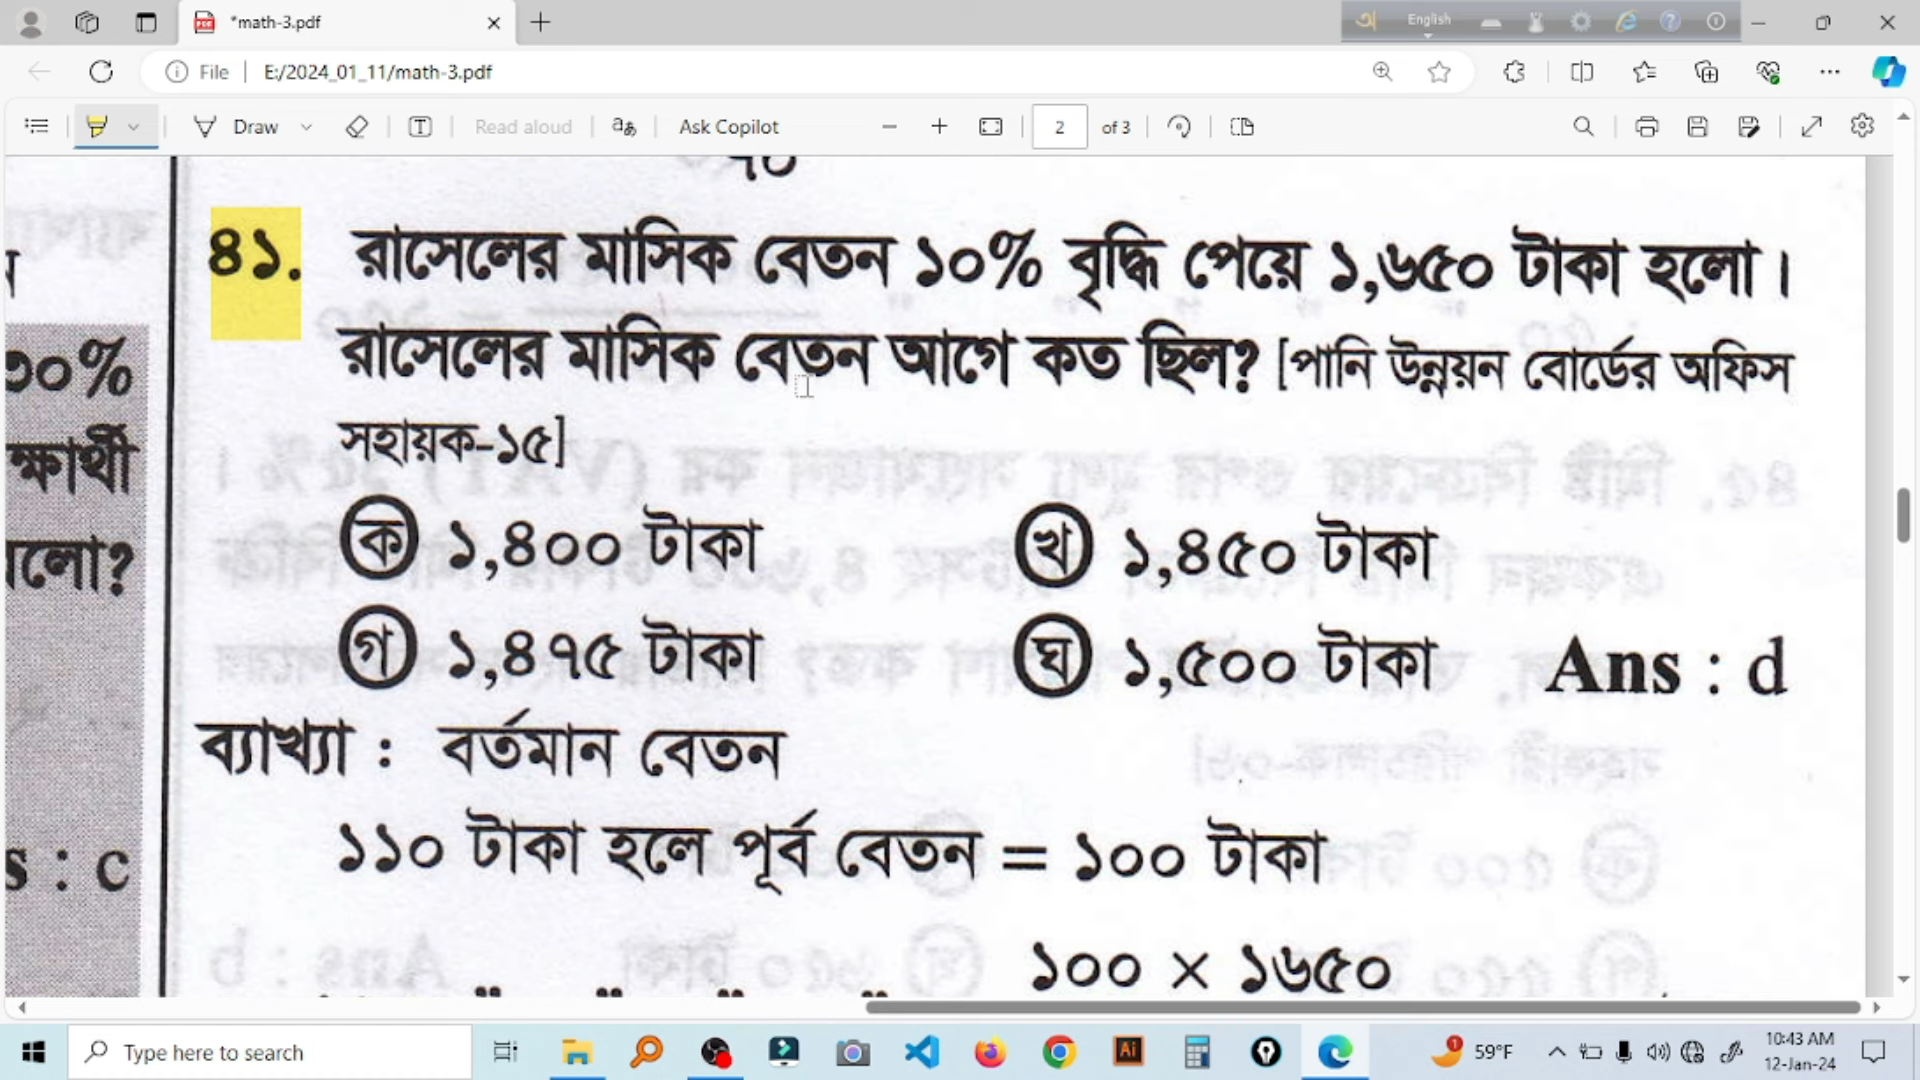 *math-3.pdf
English
File
E:/2024_01_11/math-3.pdf
Draw
Read aloud
Ask Copilot
2
of 3
৪১. রাসেলের মাসিক বেতন ১০% বৃদ্ধি পেয়ে ১,৬৫০ টাকা হলো।
রাসেলের মাসিক বেতন আগে কত ছিল? [পানি উন্নয়ন বোর্ডের অফিস
সহায়ক-১৫]
ক ১,৪০০ টাকা খ ১,৪৫০ টাকা
গ ১,৪৭৫ টাকা ঘ ১,৫০০ টাকা Ans : d
ব্যাখ্যা : বর্তমান বেতন
১১০ টাকা হলে পূর্ব বেতন = ১০০ টাকা
১০০ × ১৬৫০
৩০%
ক্ষার্থী
লো?
s : c
Type here to search
59°F
10:43 AM
12-Jan-24